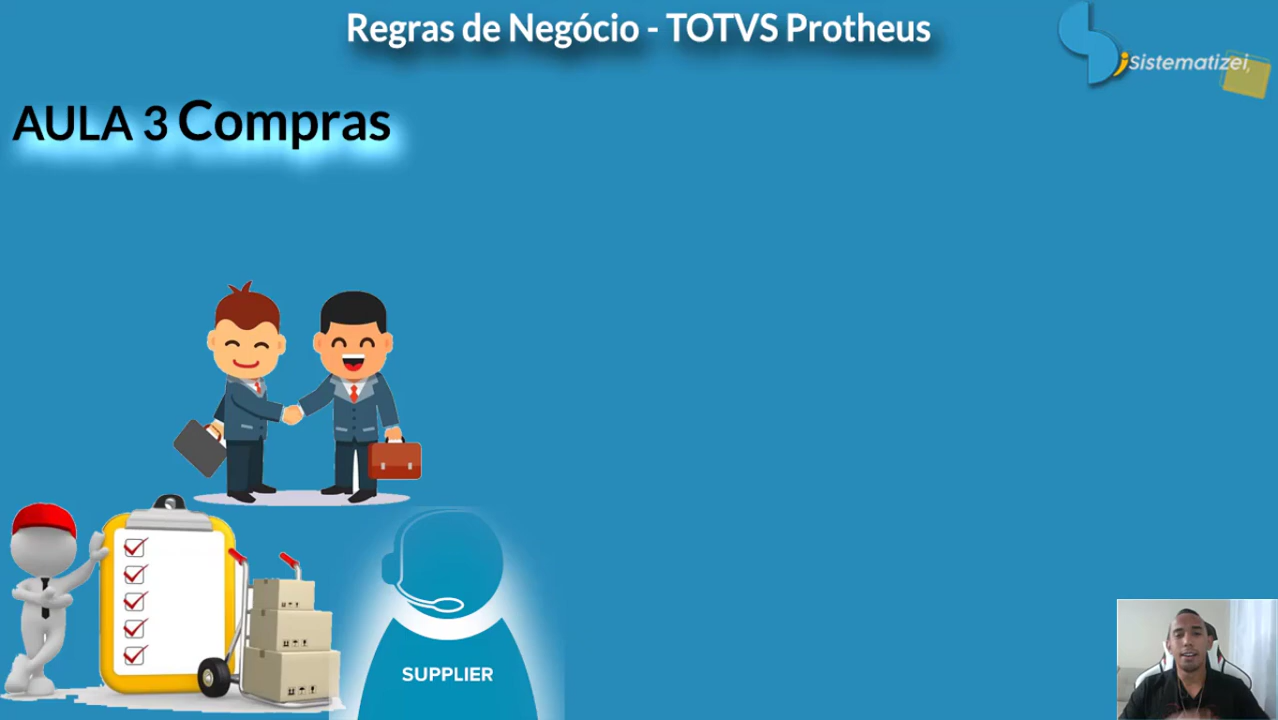 Regras de Negócio - TOTVS Protheus
Sistematizei,
AULA 3 Compras
SUPPLIER